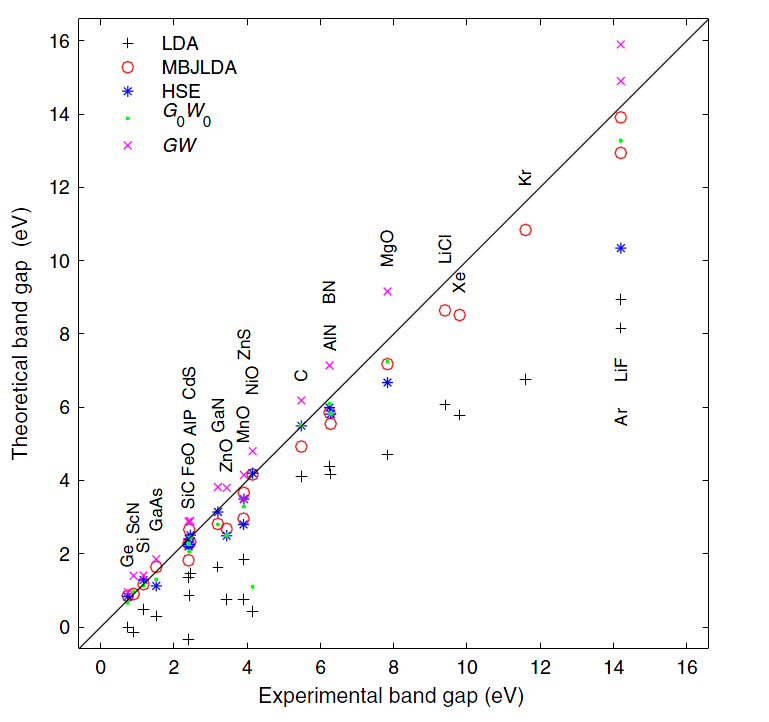 16
14
12
10
8
6
4
2
0
Theoretical band gap (eV)
LDA
MBJLDA
HSE
G0W0
GW
Ge
ScN
Si
GaAs
SiC FeO AlP CdS
GaN
ZnO
MnO
NiO
ZnS
C
AlN
BN
MgO
LiCl
Xe
Kr
Ar
LiF
0 2 4 6 8 10 12 14 16
Experimental band gap (eV)